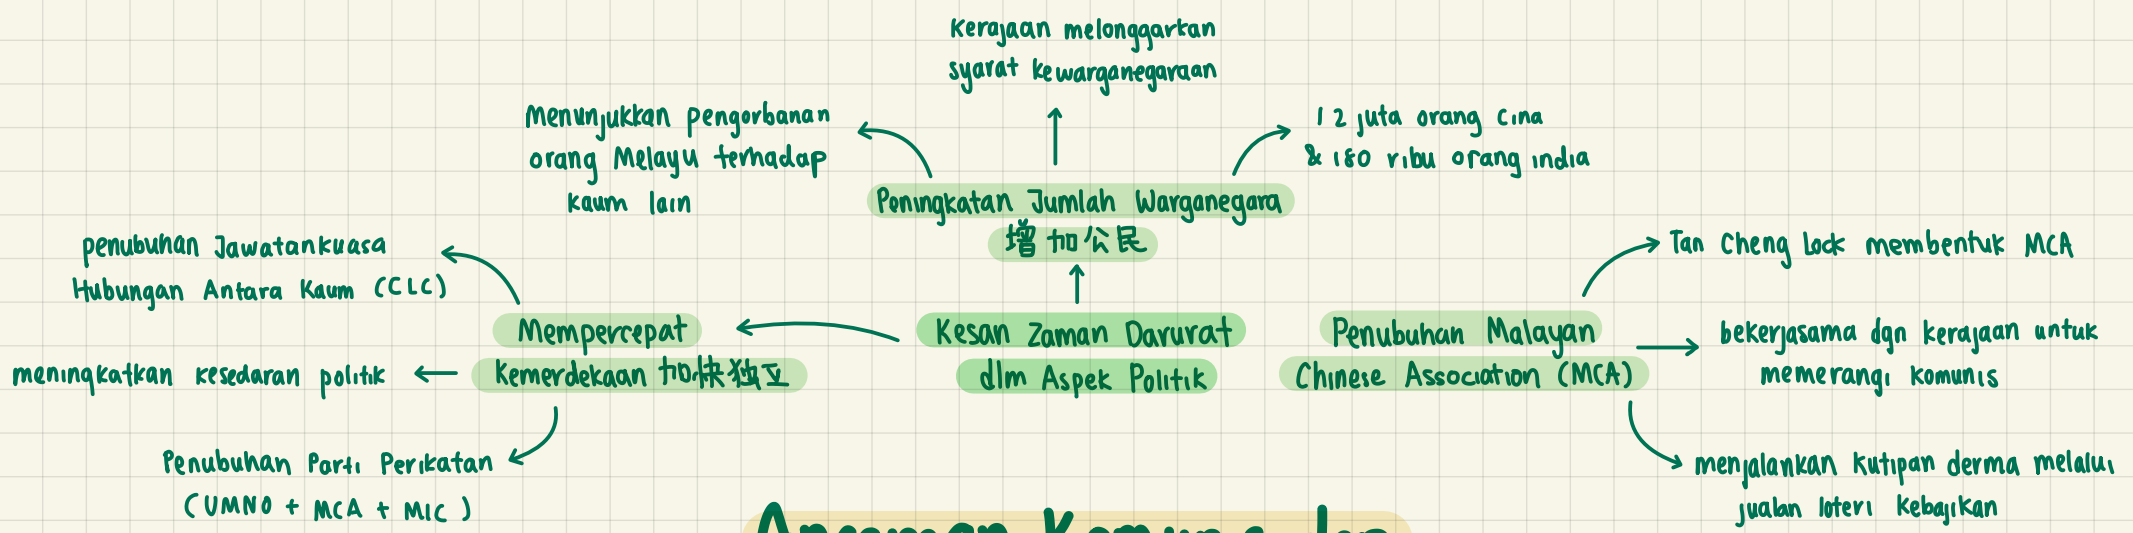 kerajaan melonggarkan
syarat kewarganegaraan
Menunjukkan pengorbanan
orang Melayu terhadap
kaum lain
1 2 juta orang cina
& 180 ribu orang india
Peningkatan Jumlah Warganegara
增加公民
penubuhan Jawatankuasa
Hubungan Antara Kaum (CLC)
Mempercepat
Kemerdekaan 加快独立
meningkatkan kesedaran politik
Penubuhan Parti Perikatan
(UMNO + MCA + MIC)
Kesan Zaman Darurat
dlm Aspek Politik
Penubuhan Malayan
Chinese Association (MCA)
Tan Cheng Lock membentuk MCA
bekerjasama dgn kerajaan untuk
memerangi komunis
menjalankan kutipan derma melalui
jualan loteri kebajikan